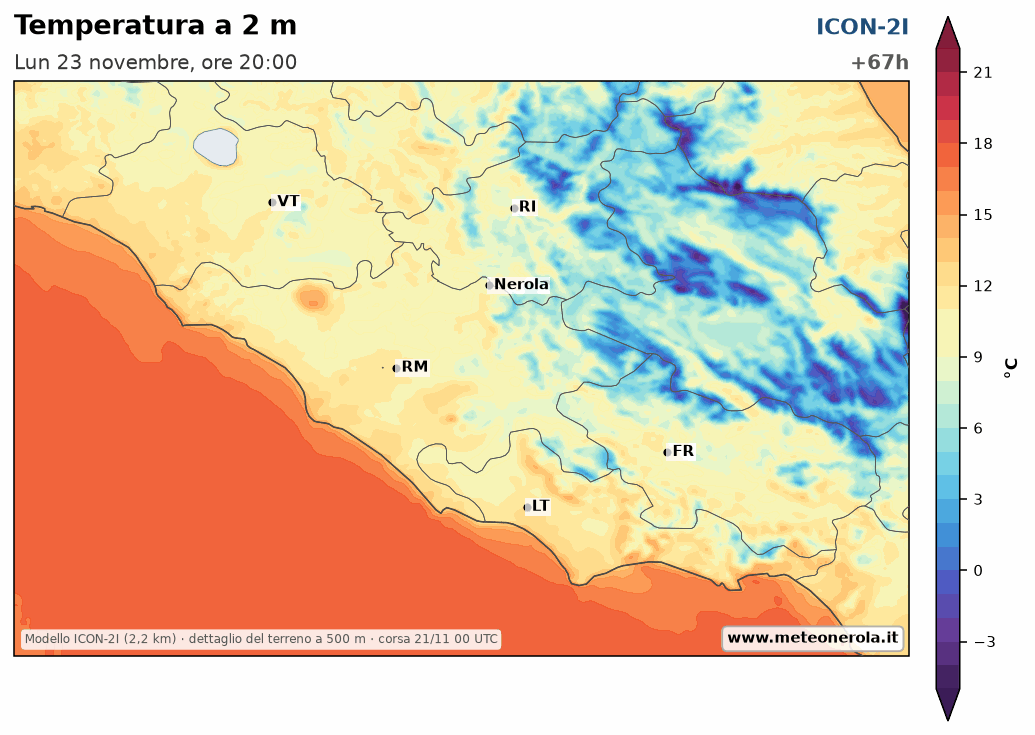 Temperatura a 2 m
ICON-2I
Lun 23 novembre, ore 20:00
+67h
VT
RI
Nerola
RM
FR
LT
Modello ICON-2I (2,2 km) · dettaglio del terreno a 500 m · corsa 21/11 00 UTC
www.meteonerola.it
21
18
15
12
9
6
3
0
−3
°C